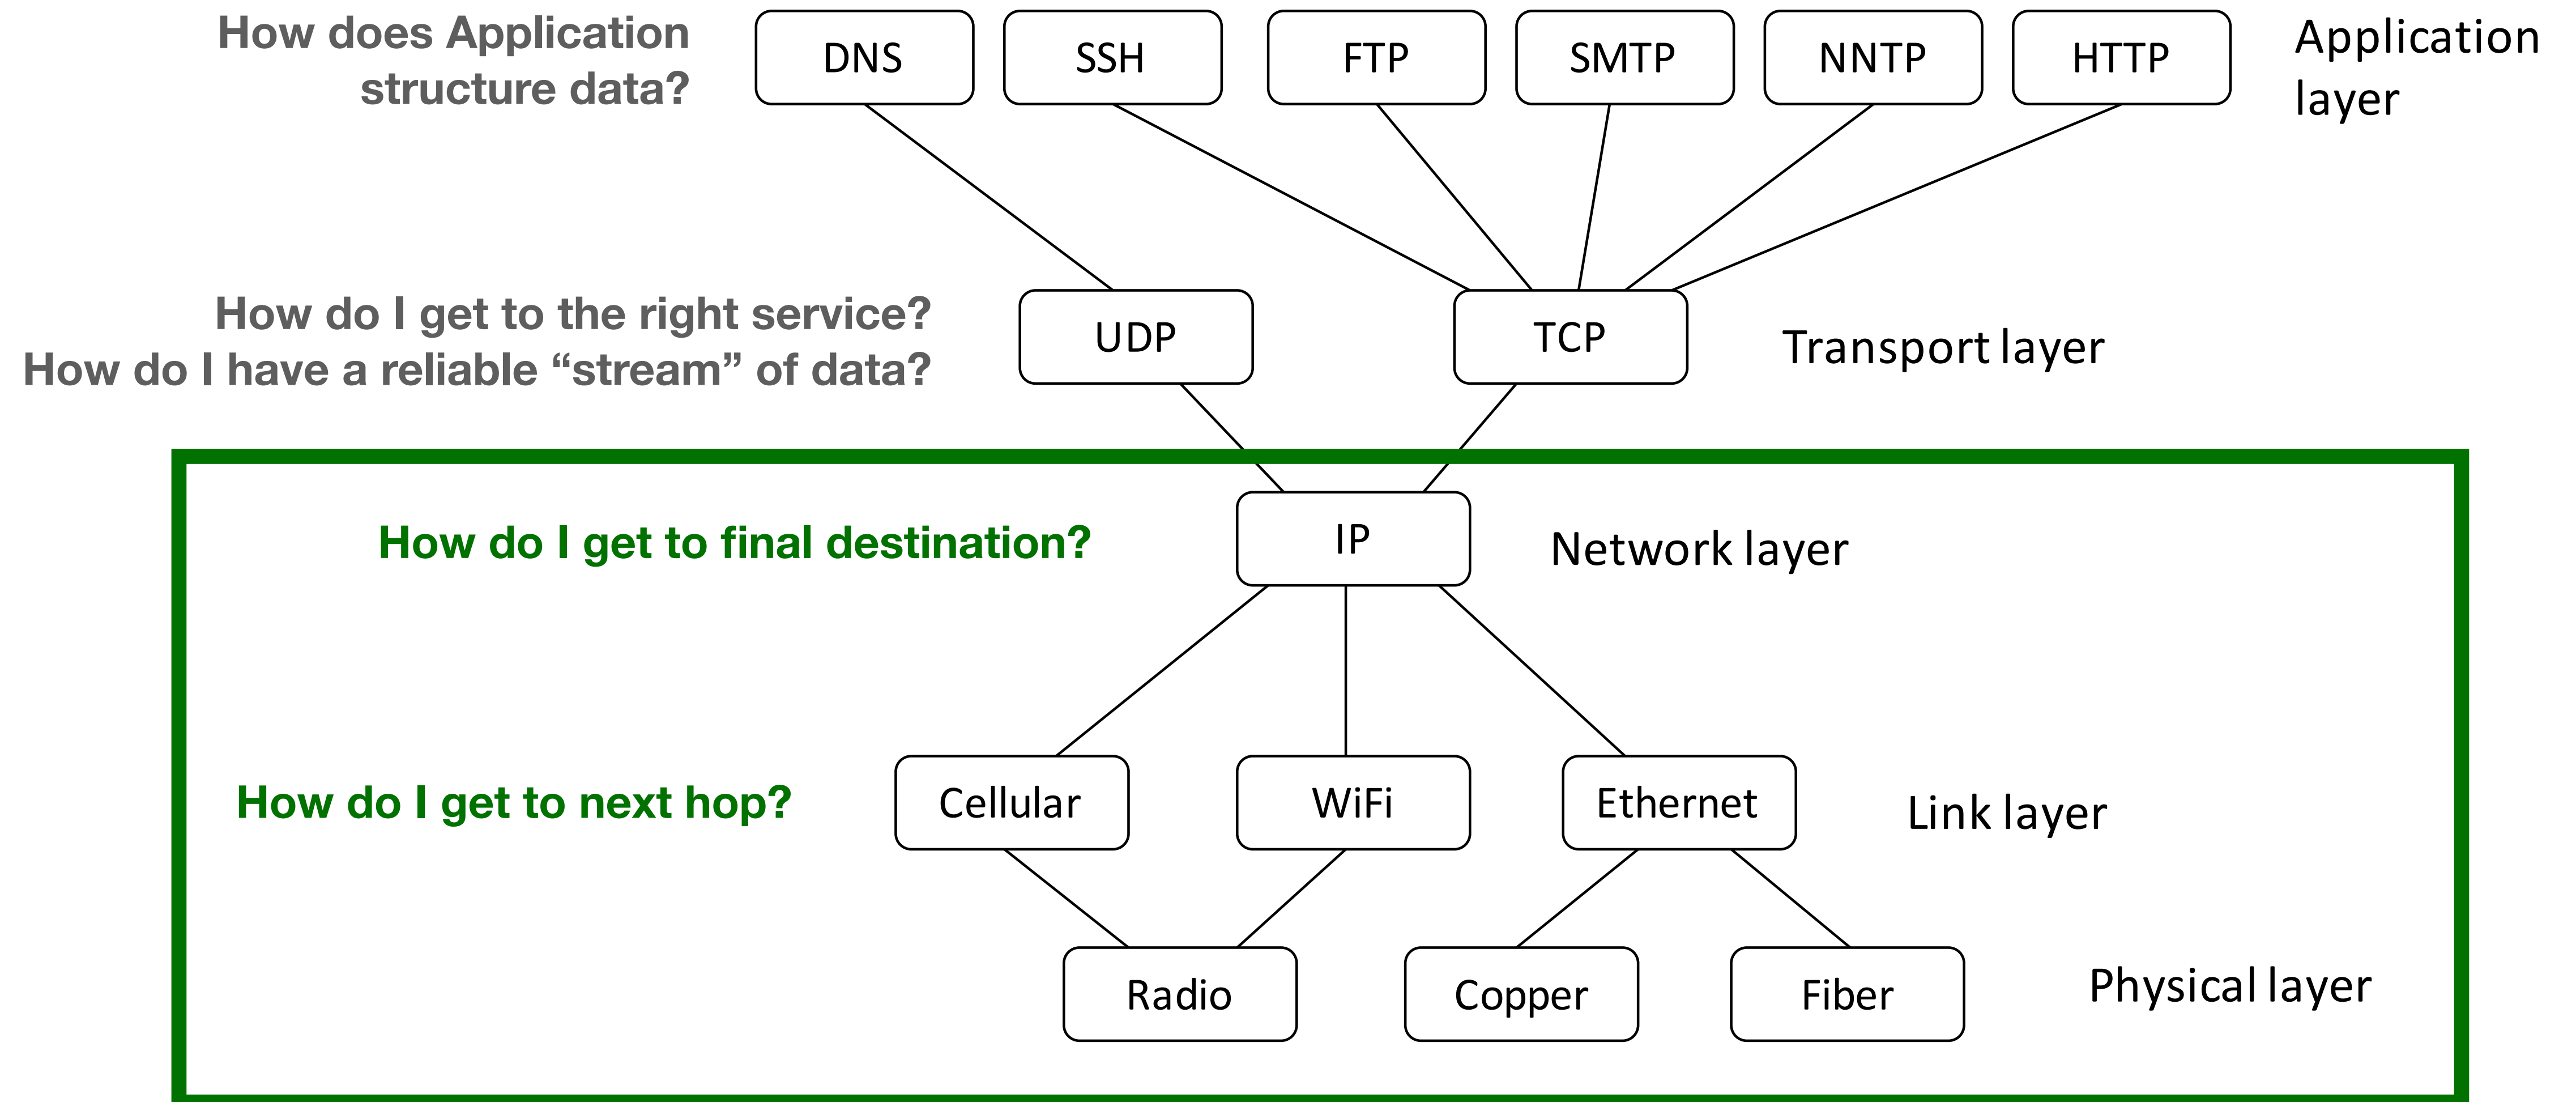 How does Application
structure data?
DNS
SSH
FTP
SMTP
NNTP
HTTP
Application
layer
How do I get to the right service?
How do I have a reliable “stream” of data?
UDP
TCP
Transport layer
How do I get to final destination?
IP
Network layer
How do I get to next hop?
Cellular
WiFi
Ethernet
Link layer
Radio
Copper
Fiber
Physical layer